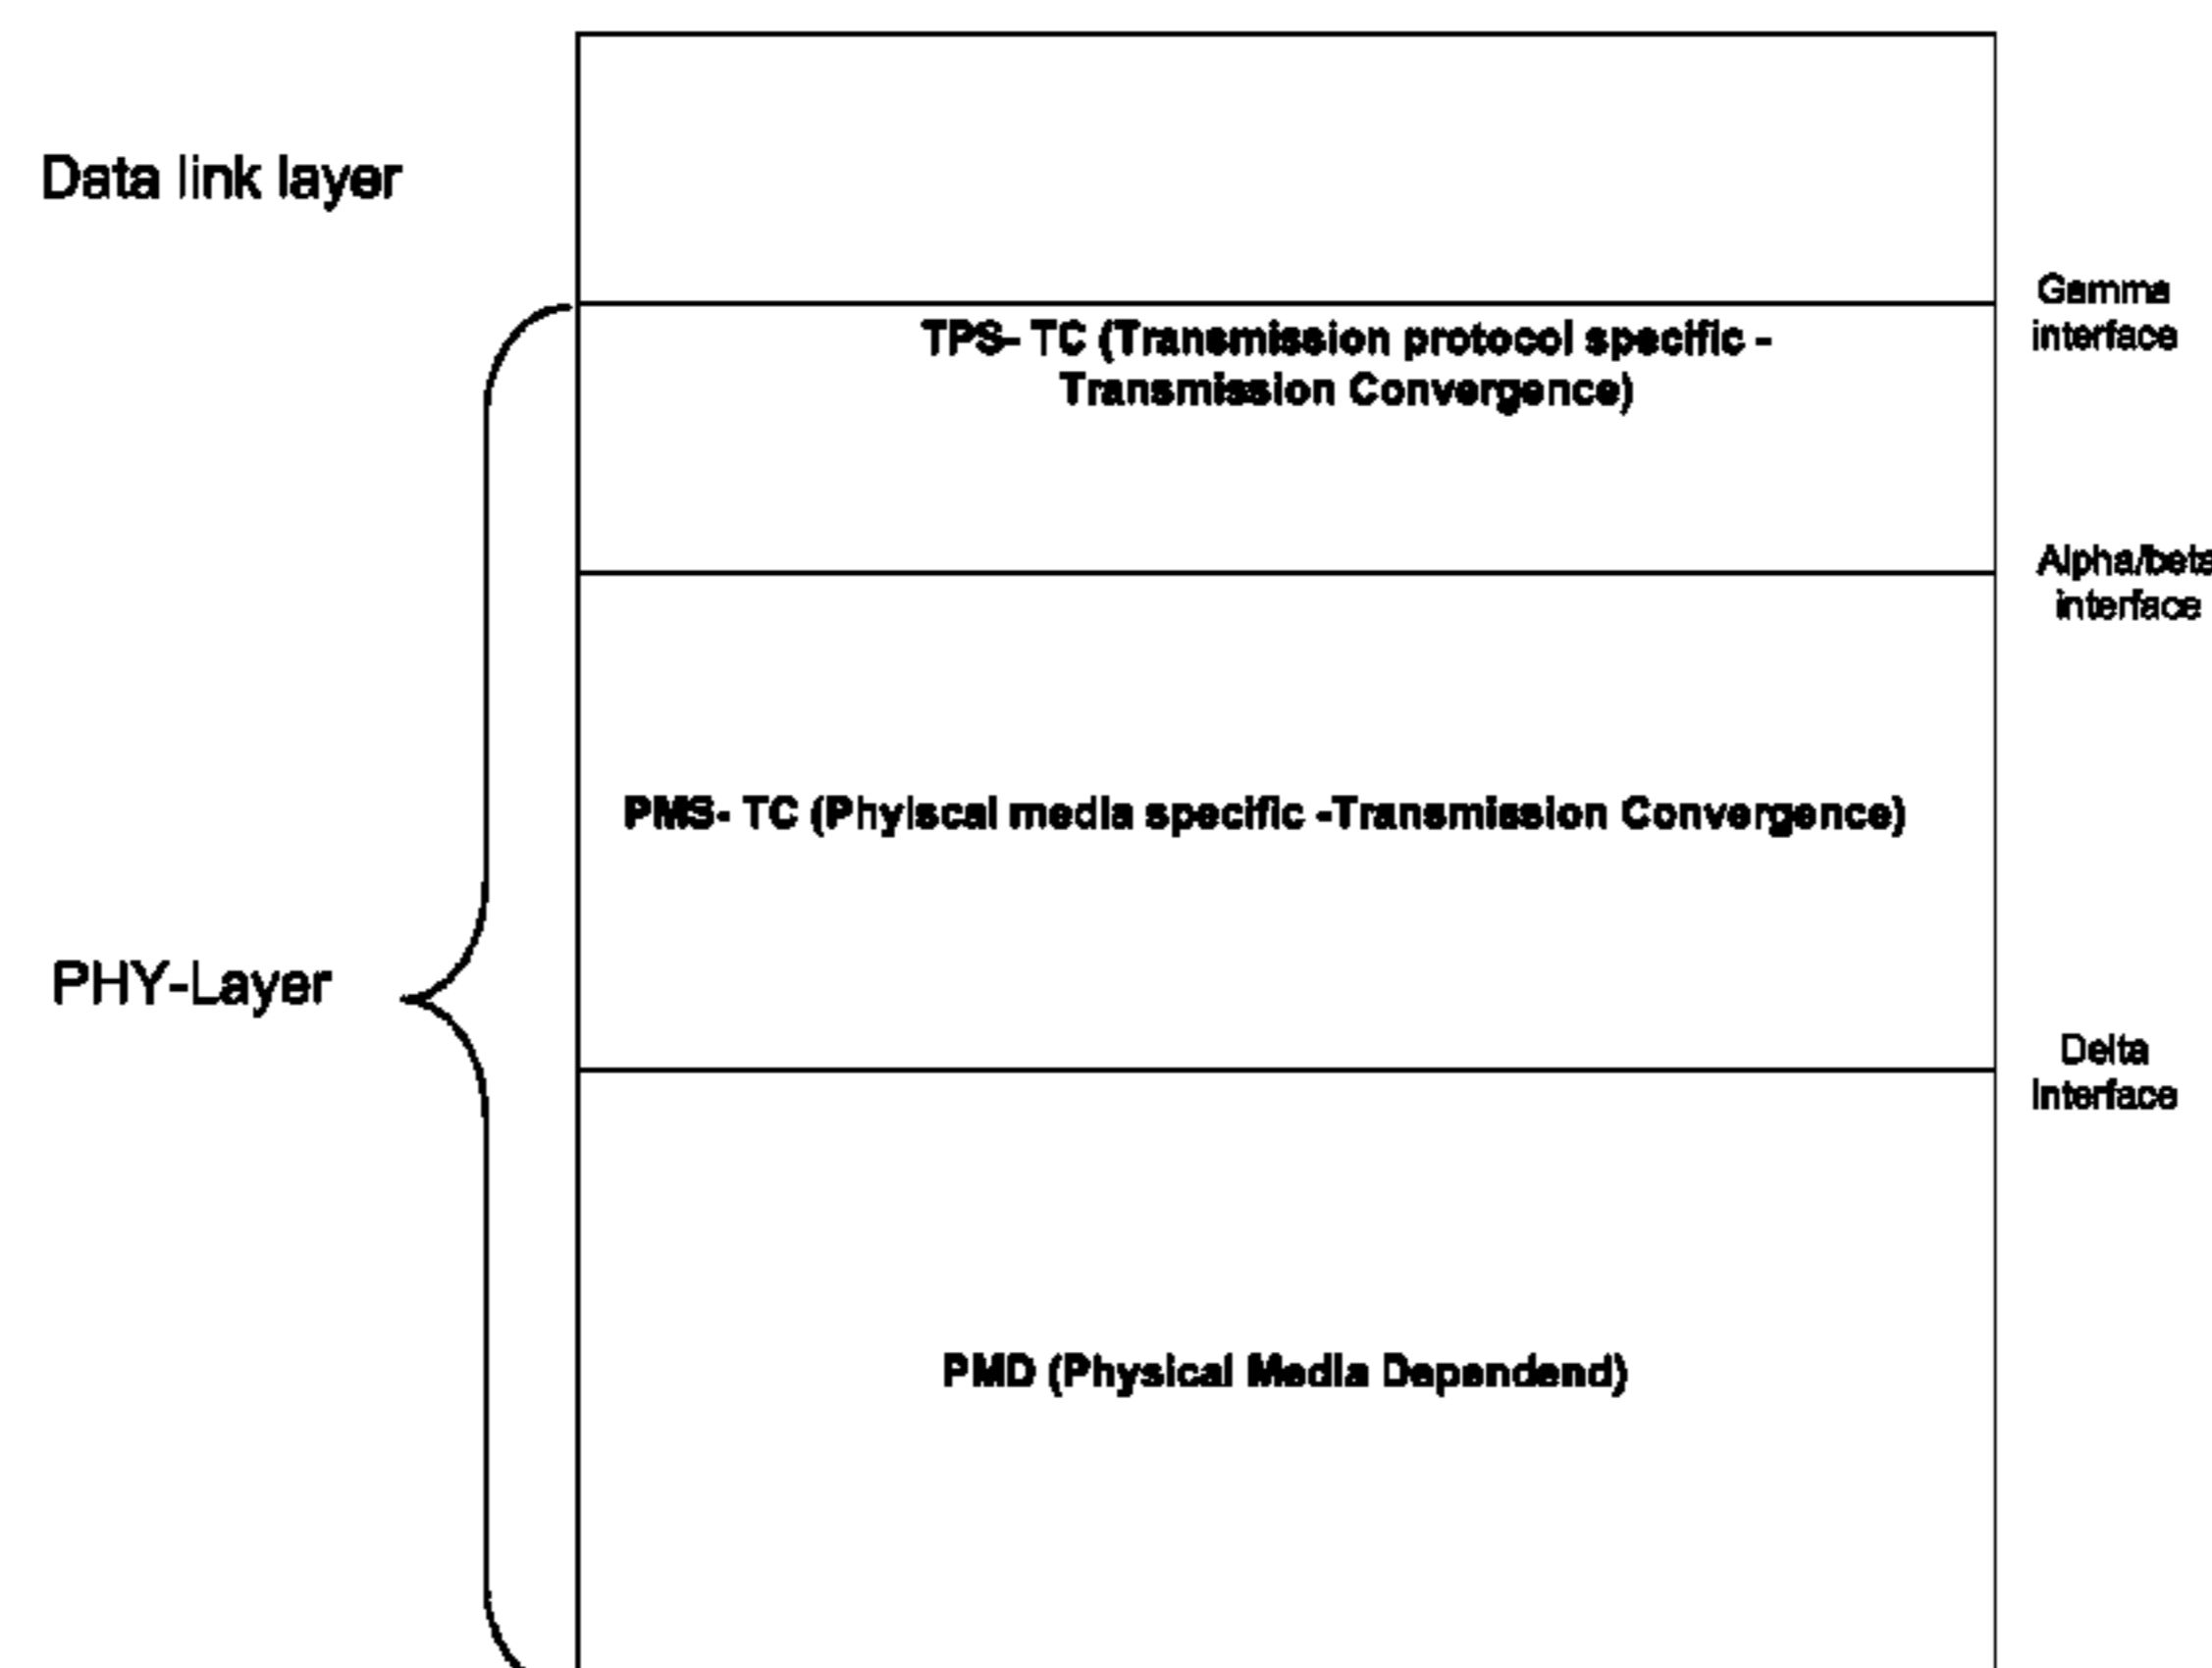 Data link layer
Gamma
interface
TPS- TC (Transmission protocol specific -
Transmission Convergence)
Alpha/beta
interface
PMS- TC (Phyiscal media specific -Transmission Convergence)
PHY-Layer
Delta
Interface
PMD (Physical Media Dependend)